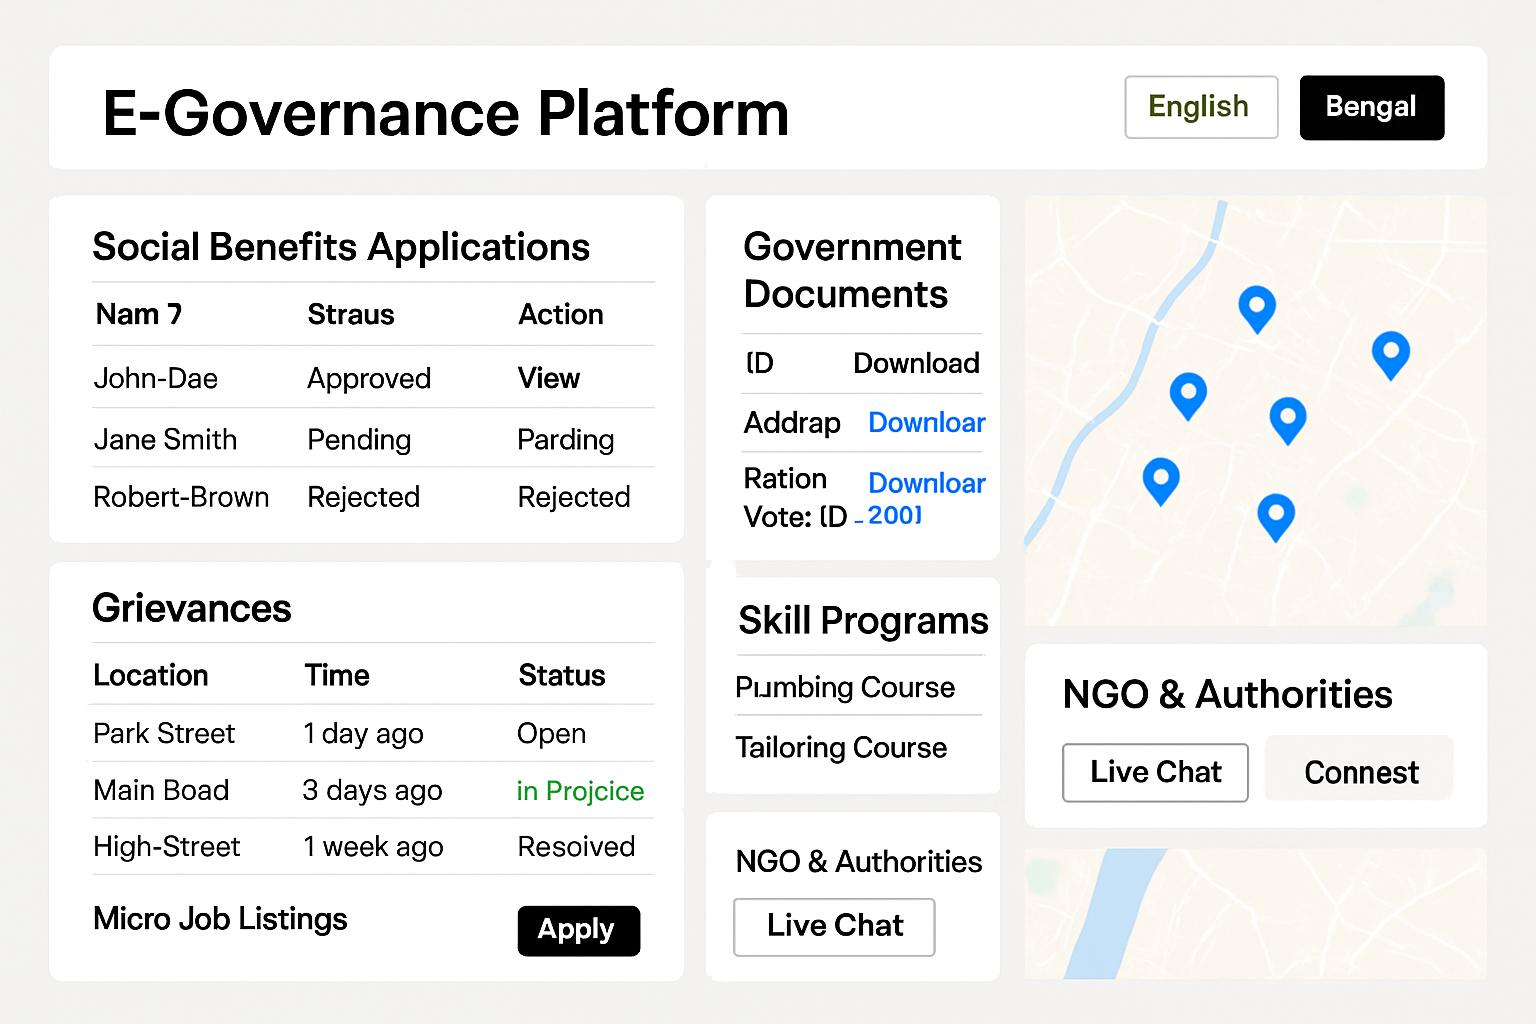 E-Governance Platform
English
Bengal
Social Benefits Applications
Nam 7 Straus Action
John-Dae Approved View
Jane Smith Pending Parding
Robert-Brown Rejected Rejected
Grievances
Location Time Status
Park Street 1 day ago Open
Main Boad 3 days ago in Projcice
High-Street 1 week ago Resoived
Micro Job Listings Apply
Government
Documents
Download
Addrap Downloar
Ration Downloar
Vote:
Skill Programs
Course
Tailoring Course
NGO & Authorities
Live Chat
NGO & Authorities
Live Chat Connest